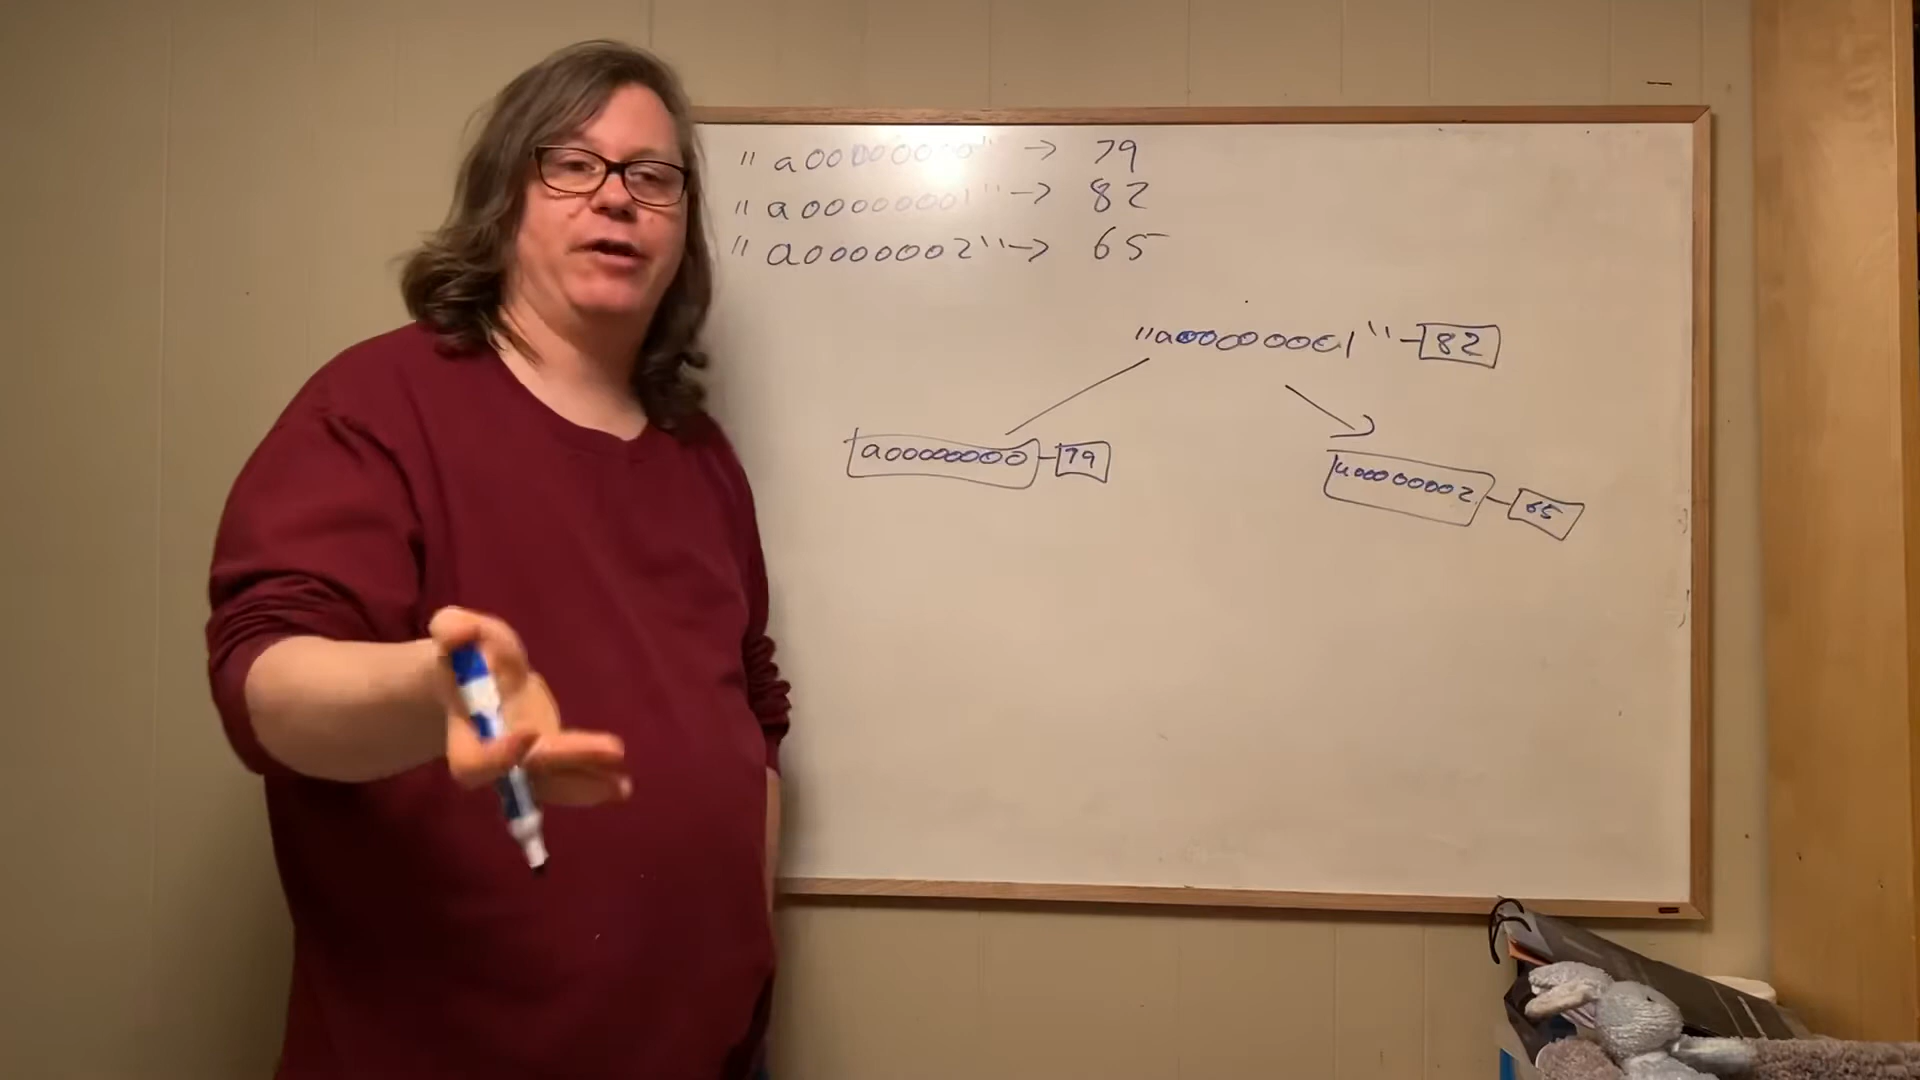 "a00000000" → 79
"a00000001" → 82
"a0000002" → 65
"a00000001" - 82
a00000000 - 79
a00000002 - 65